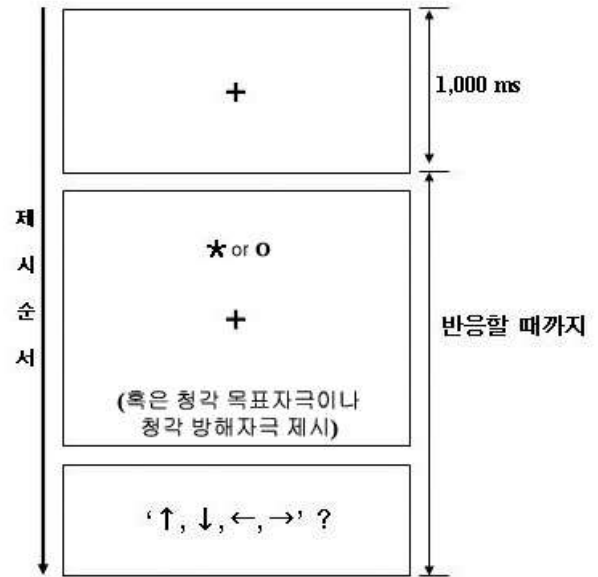 +
1,000 ms
제
시
순
서
* or o
+
(혹은 청각 목표자극이나
청각 방해자극 제시)
반응할 때까지
‘↑, ↓, ←, →’ ?